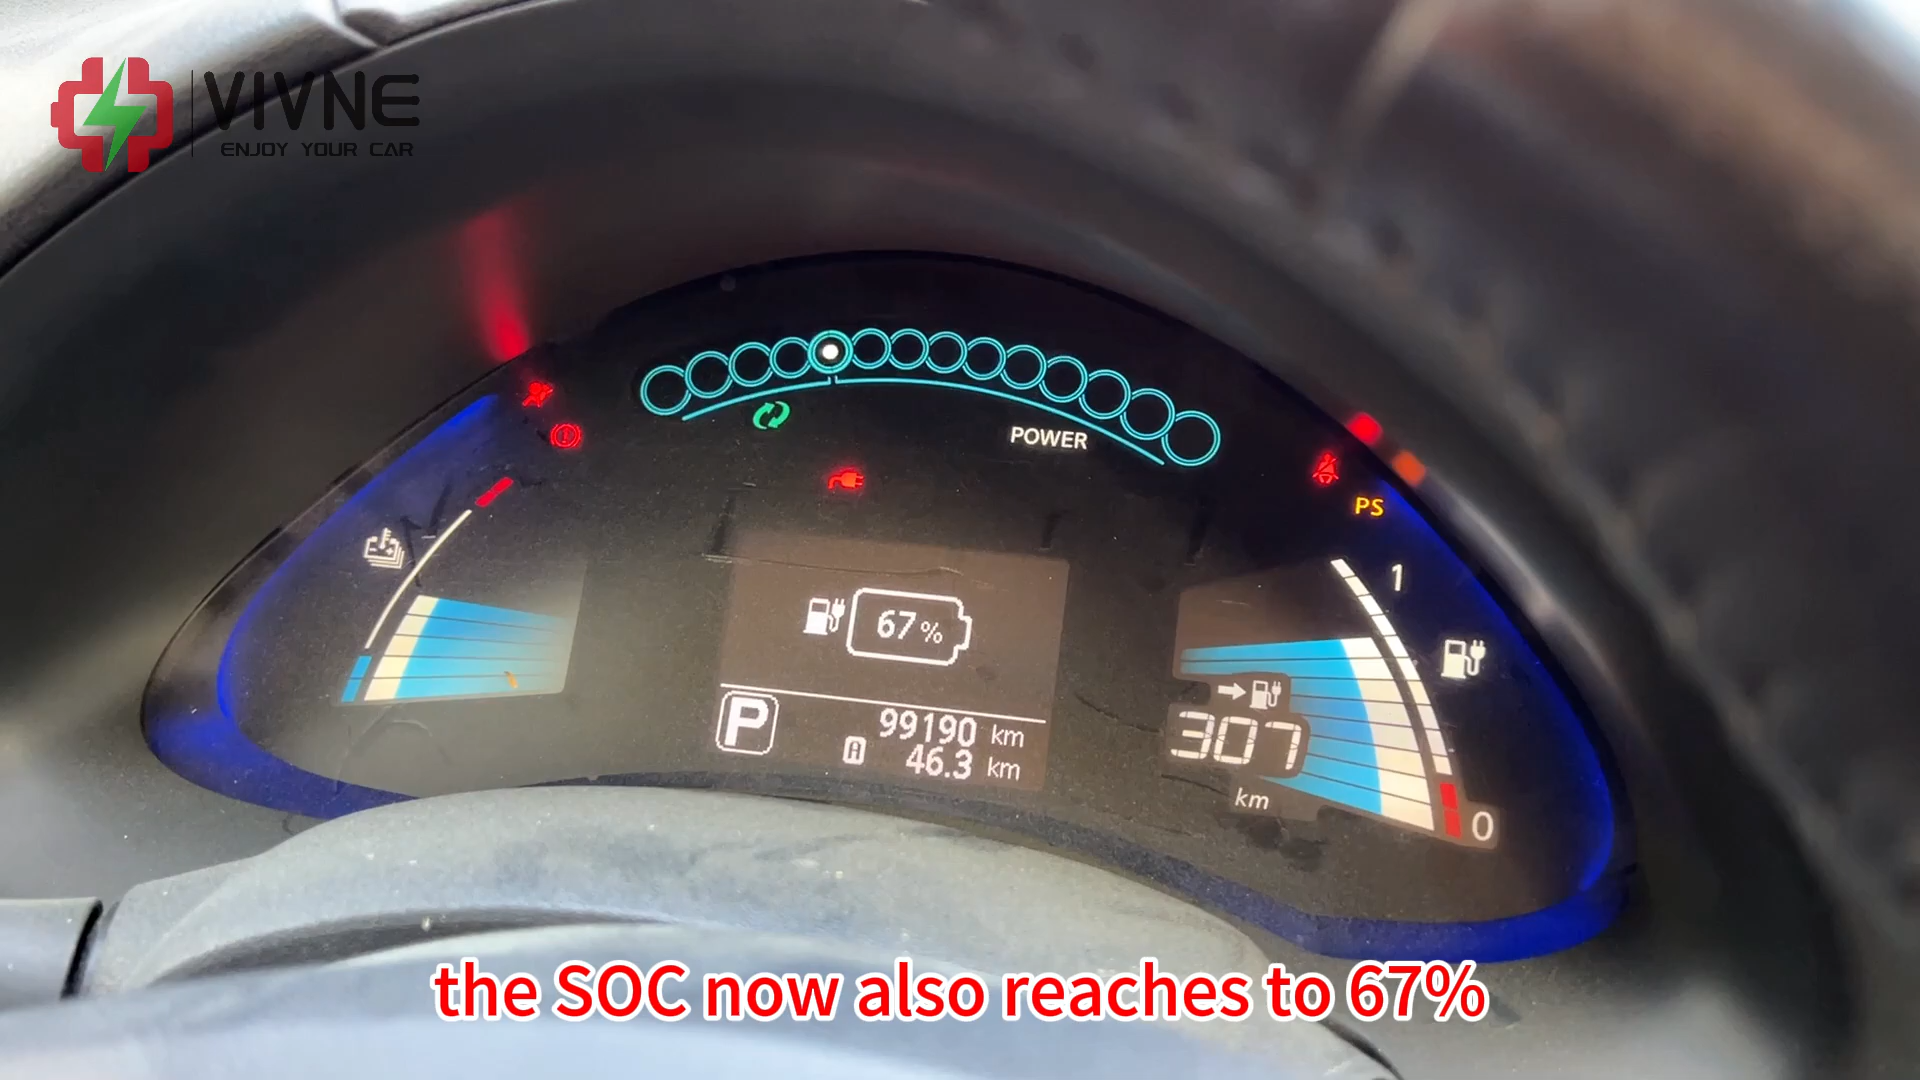 VIVNE
ENJOY YOUR CAR
POWER
PS
1
67%
P
99190 km
46.3 km
307
km
0
the SOC now also reaches to 67%